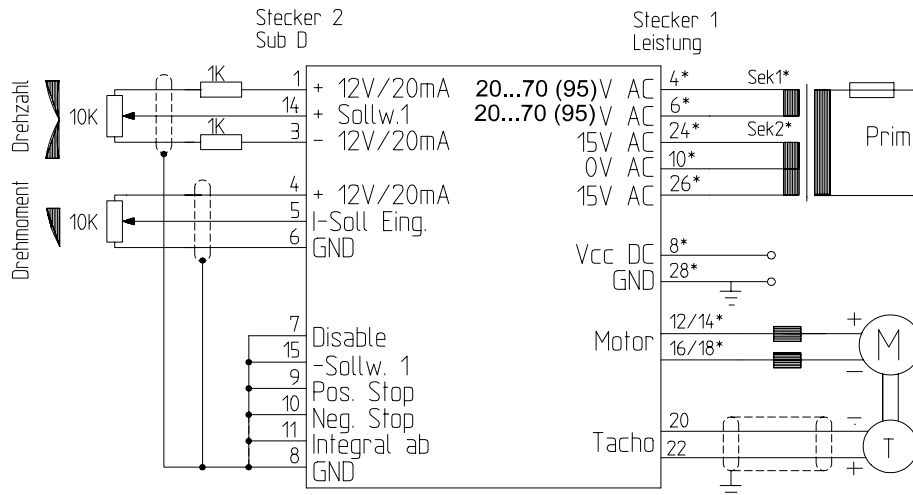 Stecker 2
Sub D
Stecker 1
Leistung
Drehzahl
10K
1K
1K
1
14
3
+ 12V/20mA
+ Sollw.1
- 12V/20mA
Drehmoment
10K
4
5
6
+ 12V/20mA
I-Soll Eing.
GND
7
15
9
10
11
8
Disable
-Sollw. 1
Pos. Stop
Neg. Stop
Integral ab
GND
20...70 (95)V AC
20...70 (95)V AC
15V AC
0V AC
15V AC
4*
6*
24*
10*
26*
Sek1*
Sek2*
Prim
Vcc DC
GND
8*
28*
Motor
12/14*
16/18*
+
M
-
Tacho
20
22
-
T
+